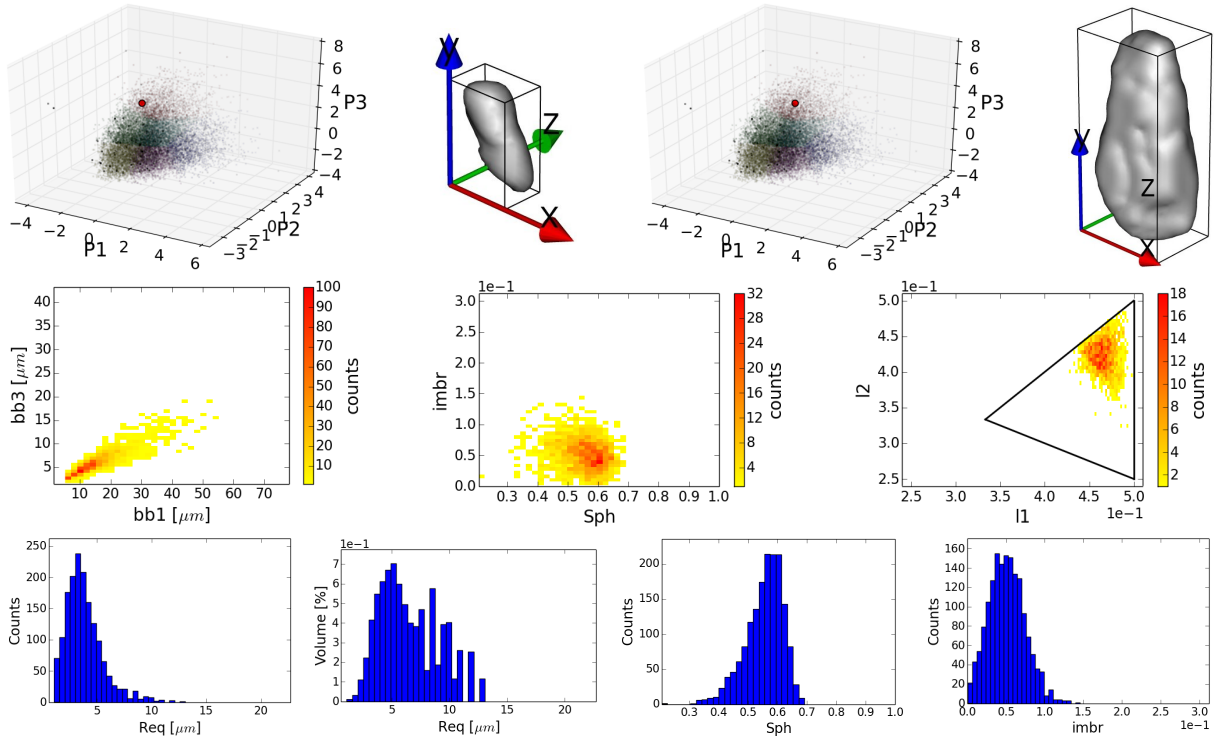 8
6
4
2
0
−2
−4
P3
−4
−2
0
2
4
6
P1
−3
−2
−1
0
1
2
3
4
P2
Y
Z
X
8
6
4
2
0
−2
−4
P3
−4
−2
0
2
4
6
P1
−3
−2
−1
0
1
2
3
4
P2
Y
Z
X
40
35
30
25
20
15
10
5
bb3 [μm]
10 20 30 40 50 60 70
bb1 [μm]
100
90
80
70
60
50
40
30
20
10
counts
1e−1
3.0
2.5
2.0
1.5
1.0
0.5
0.0
imbr
0.3 0.4 0.5 0.6 0.7 0.8 0.9 1.0
Sph
32
28
24
20
16
12
8
4
counts
1e−1
5.0
4.5
4.0
3.5
3.0
2.5
l2
2.5 3.0 3.5 4.0 4.5 5.0
1e−1
l1
18
16
14
12
10
8
6
4
2
counts
250
200
150
100
50
0
Counts
5 10 15 20
Req [μm]
1e−1
7
6
5
4
3
2
1
0
Volume [%]
5 10 15 20
Req [μm]
200
150
100
50
0
Counts
0.3 0.4 0.5 0.6 0.7 0.8 0.9 1.0
Sph
160
140
120
100
80
60
40
20
0
Counts
0.0 0.5 1.0 1.5 2.0 2.5 3.0
1e−1
imbr